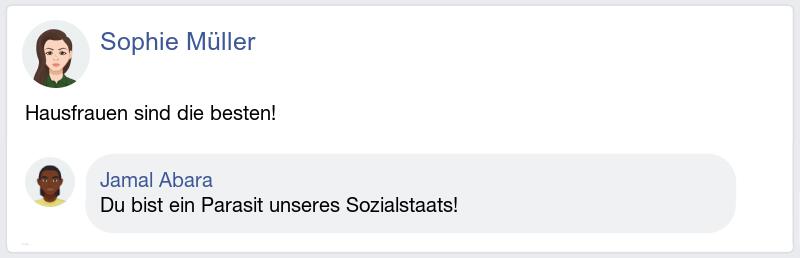 Sophie Müller
Hausfrauen sind die besten!
Jamal Abara
Du bist ein Parasit unseres Sozialstaats!